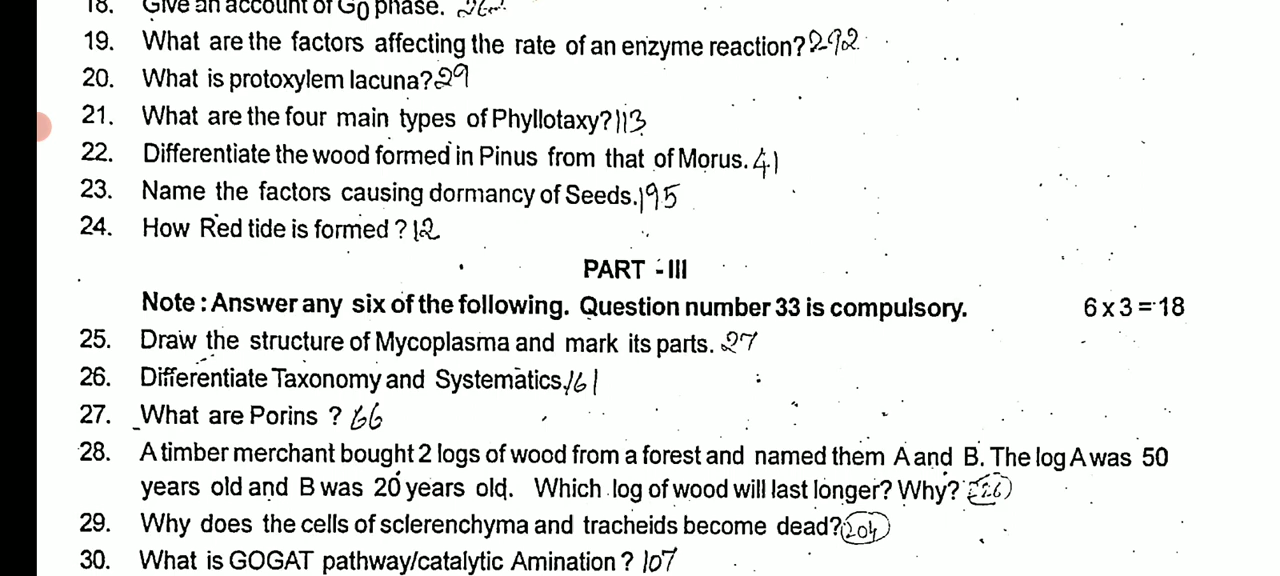 18. Give an account of G0 phase.
19. What are the factors affecting the rate of an enzyme reaction? 292
20. What is protoxylem lacuna? 29
21. What are the four main types of Phyllotaxy? 113
22. Differentiate the wood formed in Pinus from that of Morus. 41
23. Name the factors causing dormancy of Seeds. 195
24. How Red tide is formed ? 12
PART - III
Note : Answer any six of the following. Question number 33 is compulsory. 6 x 3 = 18
25. Draw the structure of Mycoplasma and mark its parts. 27
26. Differentiate Taxonomy and Systematics. 161
27. What are Porins ? 66
28. A timber merchant bought 2 logs of wood from a forest and named them A and B. The log A was 50
years old and B was 20 years old. Which log of wood will last longer? Why?
29. Why does the cells of sclerenchyma and tracheids become dead? 204
30. What is GOGAT pathway/catalytic Amination ? 107